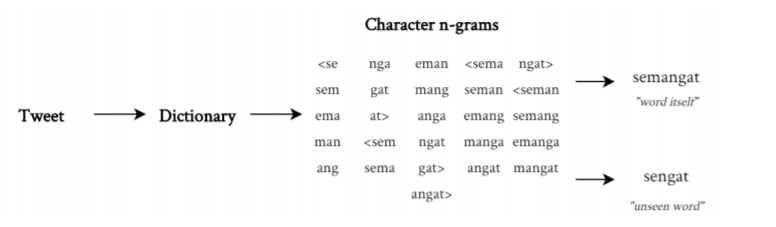 Character n-grams
<se nga eman <sema ngat>
sem gat mang seman <seman
ema at> anga emang semang
man <sem ngat manga emanga
ang sema gat> angat mangat
angat>
Tweet
Dictionary
semangat
"word itself"
sengat
"unseen word"